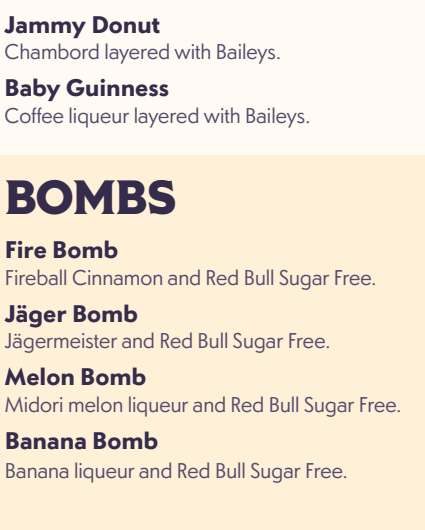 Jammy Donut
Chambord layered with Baileys.
Baby Guinness
Coffee liqueur layered with Baileys.
BOMBS
Fire Bomb
Fireball Cinnamon and Red Bull Sugar Free.
Jäger Bomb
Jägermeister and Red Bull Sugar Free.
Melon Bomb
Midori melon liqueur and Red Bull Sugar Free.
Banana Bomb
Banana liqueur and Red Bull Sugar Free.